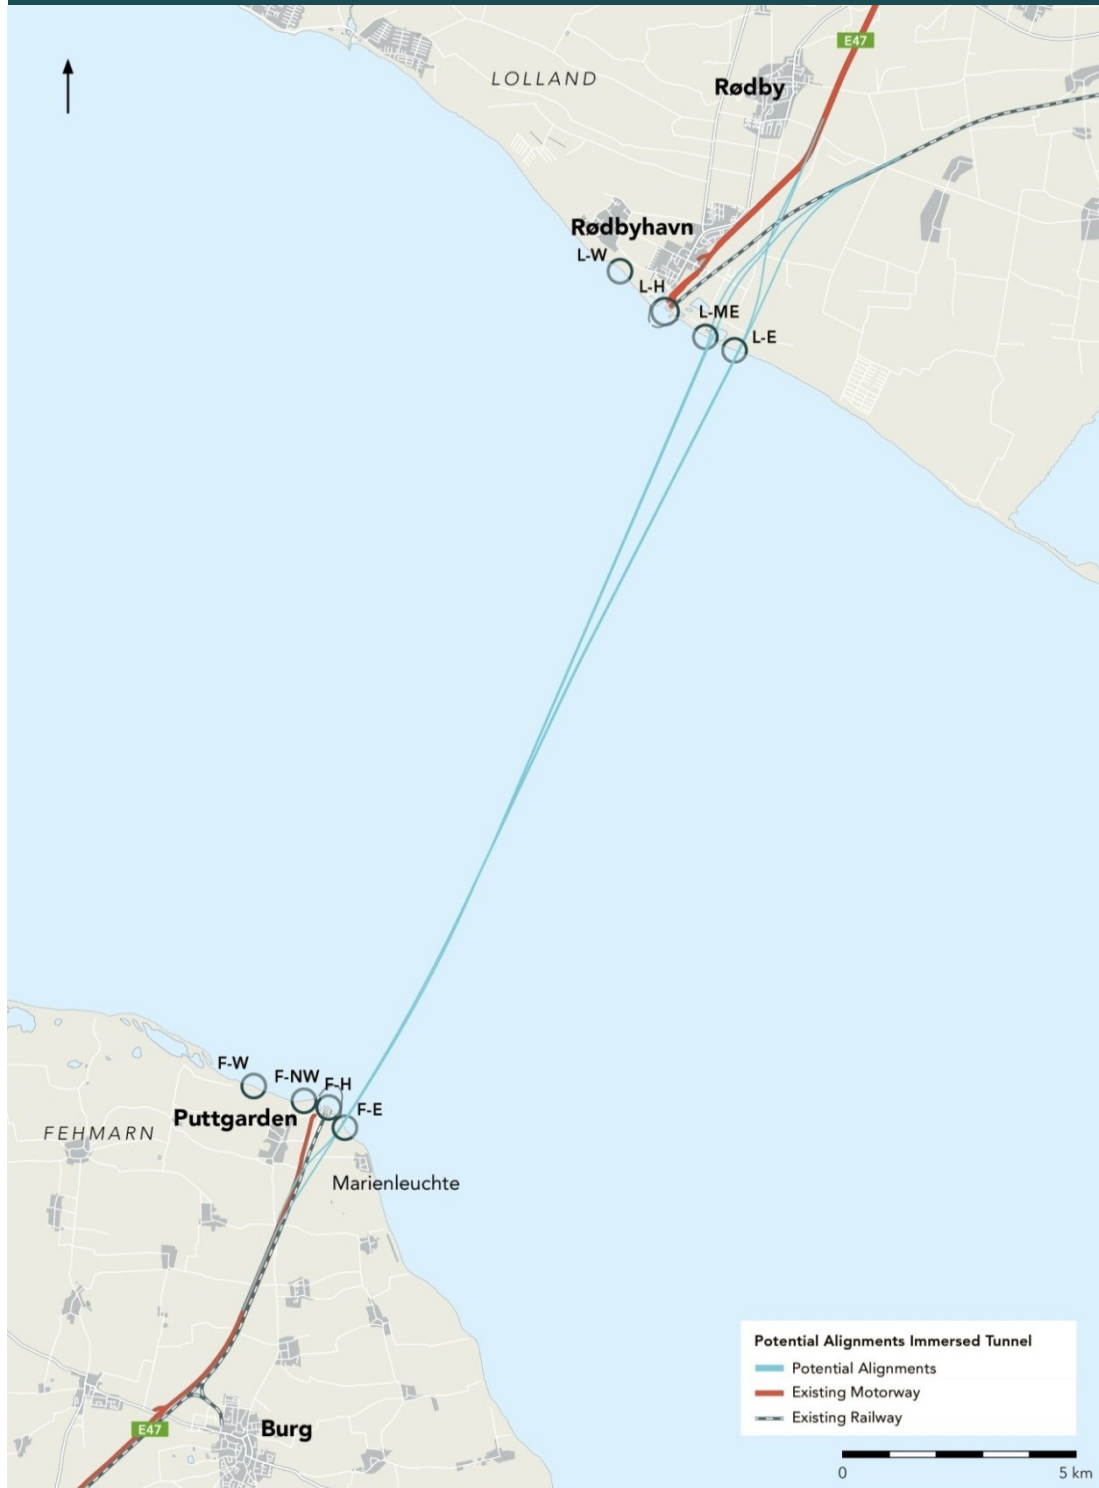 E47
LOLLAND
Rødby
Rødbyhavn
L-W
L-H
L-ME
L-E
F-W
F-NW
F-H
F-E
Puttgarden
FEHMARN
Marienleuchte
E47
Burg
Potential Alignments Immersed Tunnel
Potential Alignments
Existing Motorway
Existing Railway
0 5 km